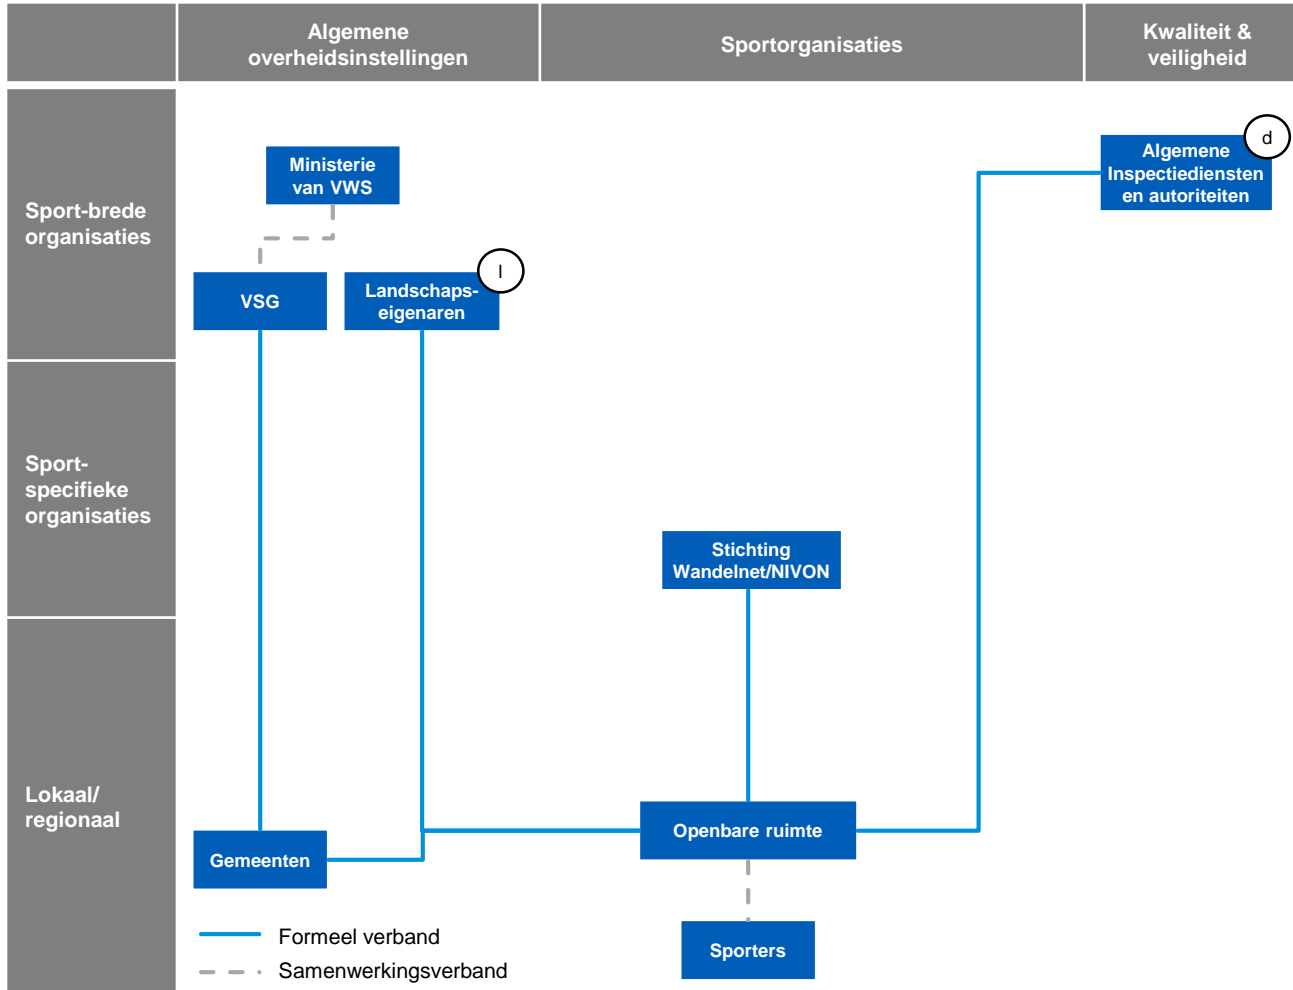 Algemene
overheidsinstellingen
Sportorganisaties
Kwaliteit &
veiligheid
Sport-brede
organisaties
Ministerie
van VWS
VSG
Landschaps-
eigenaren
l
Algemene
Inspectiediensten
en autoriteiten
d
Sport-
specifieke
organisaties
Stichting
Wandelnet/NIVON
Lokaal/
regionaal
Gemeenten
Openbare ruimte
Sporters
Formeel verband
Samenwerkingsverband